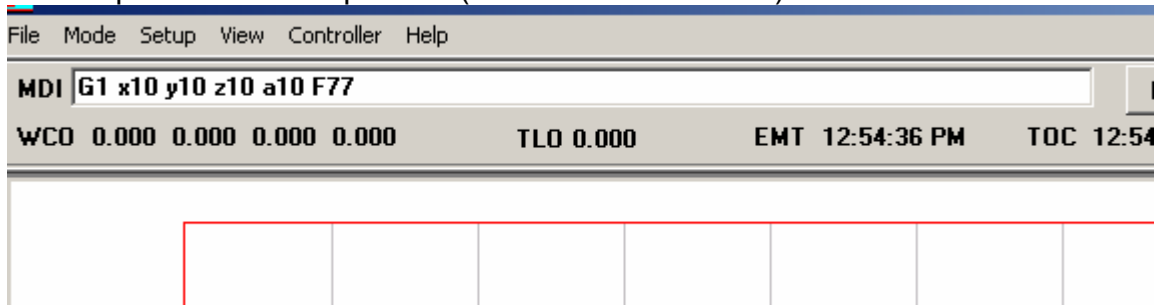 File Mode Setup View Controller Help
MDI G1 x10 y10 z10 a10 F77
WCO 0.000 0.000 0.000 0.000 TLO 0.000 EMT 12:54:36 PM TOC 12:54